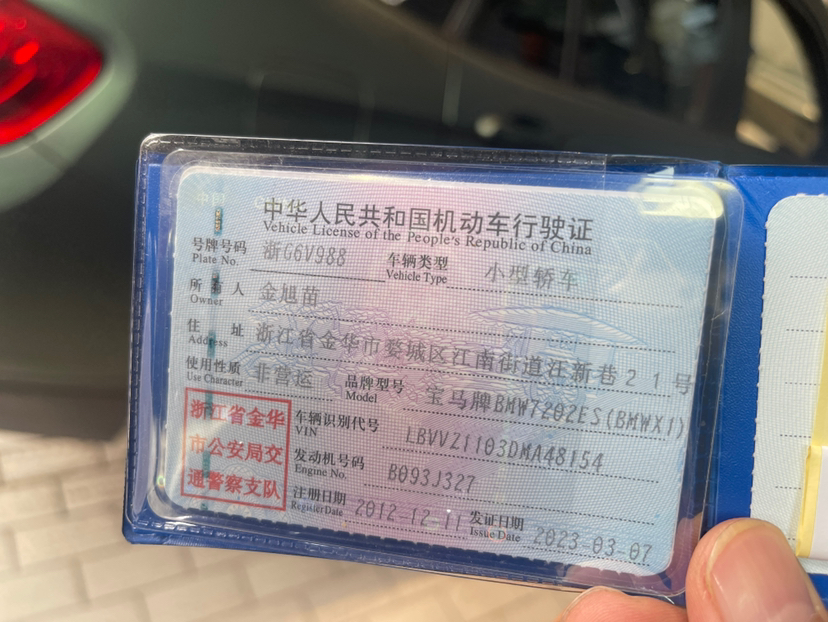 中华人民共和国机动车行驶证
Vehicle License of the People's Republic of China
号牌号码 浙G6V988 车辆类型 小型轿车
Plate No. Vehicle Type
所有人 金旭苗
Owner
住址 浙江省金华市婺城区江南街道汪新巷21号
Address
使用性质 非营运 品牌型号 宝马牌BMW7202ES(BMWX1)
Use Character Model
浙江省金华
市公安局交
通警察支队
车辆识别代号 LBVVZ1103DMA48154
VIN
发动机号码 B093J327
Engine No.
注册日期 2012-12-11 发证日期 2023-03-07
Register Date Issue Date